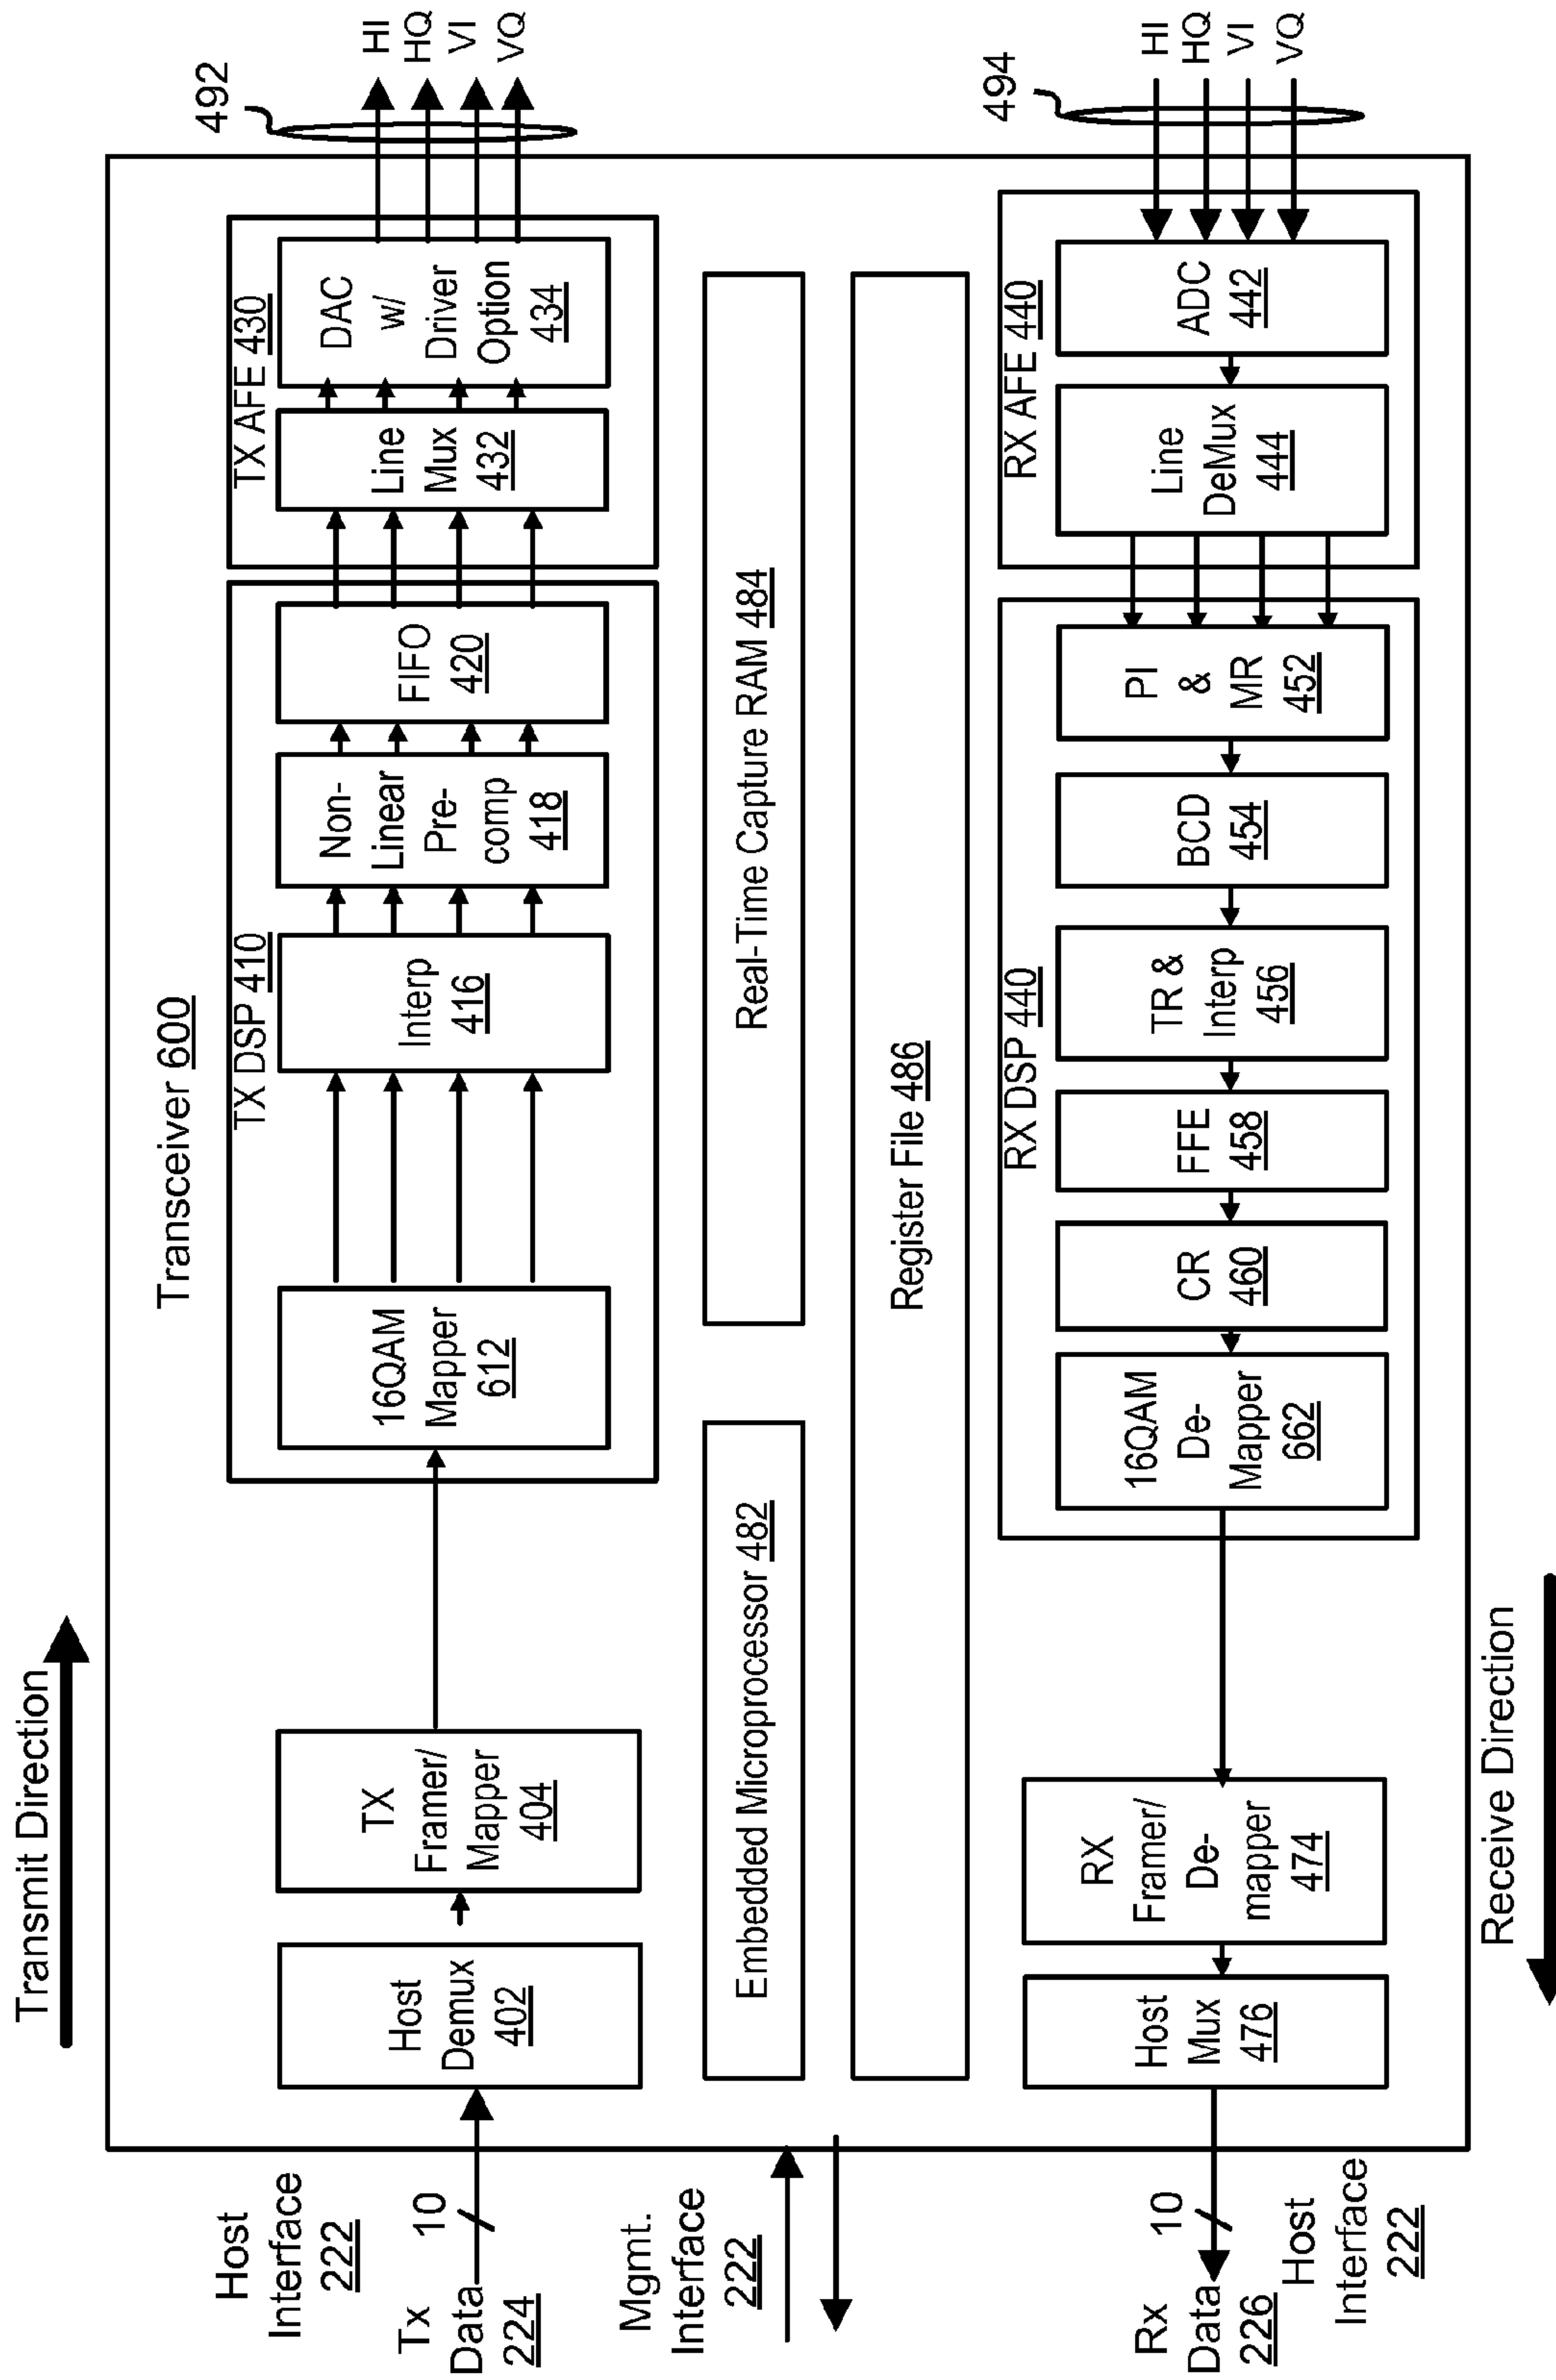 Transmit Direction
Transceiver 600
Host
Interface
222
Tx
Data
224
10
Host
Demux
402
TX
Framer/
Mapper
404
TX DSP 410
16QAM
Mapper
612
Interp
416
Non-
Linear
Pre-
comp
418
FIFO
420
TX AFE 430
Line
Mux
432
DAC
w/
Driver
Option
434
492
HI
HQ
VI
VQ
Mgmt.
Interface
222
Embedded Microprocessor 482
Real-Time Capture RAM 484
Register File 486
Rx
Data
226
10
Host
Interface
222
Host
Mux
476
RX
Framer/
De-
mapper
474
RX DSP 440
16QAM
De-
Mapper
662
CR
460
FFE
458
TR &
Interp
456
BCD
454
PI
&
MR
452
RX AFE 440
Line
DeMux
444
ADC
442
494
HI
HQ
VI
VQ
Receive Direction